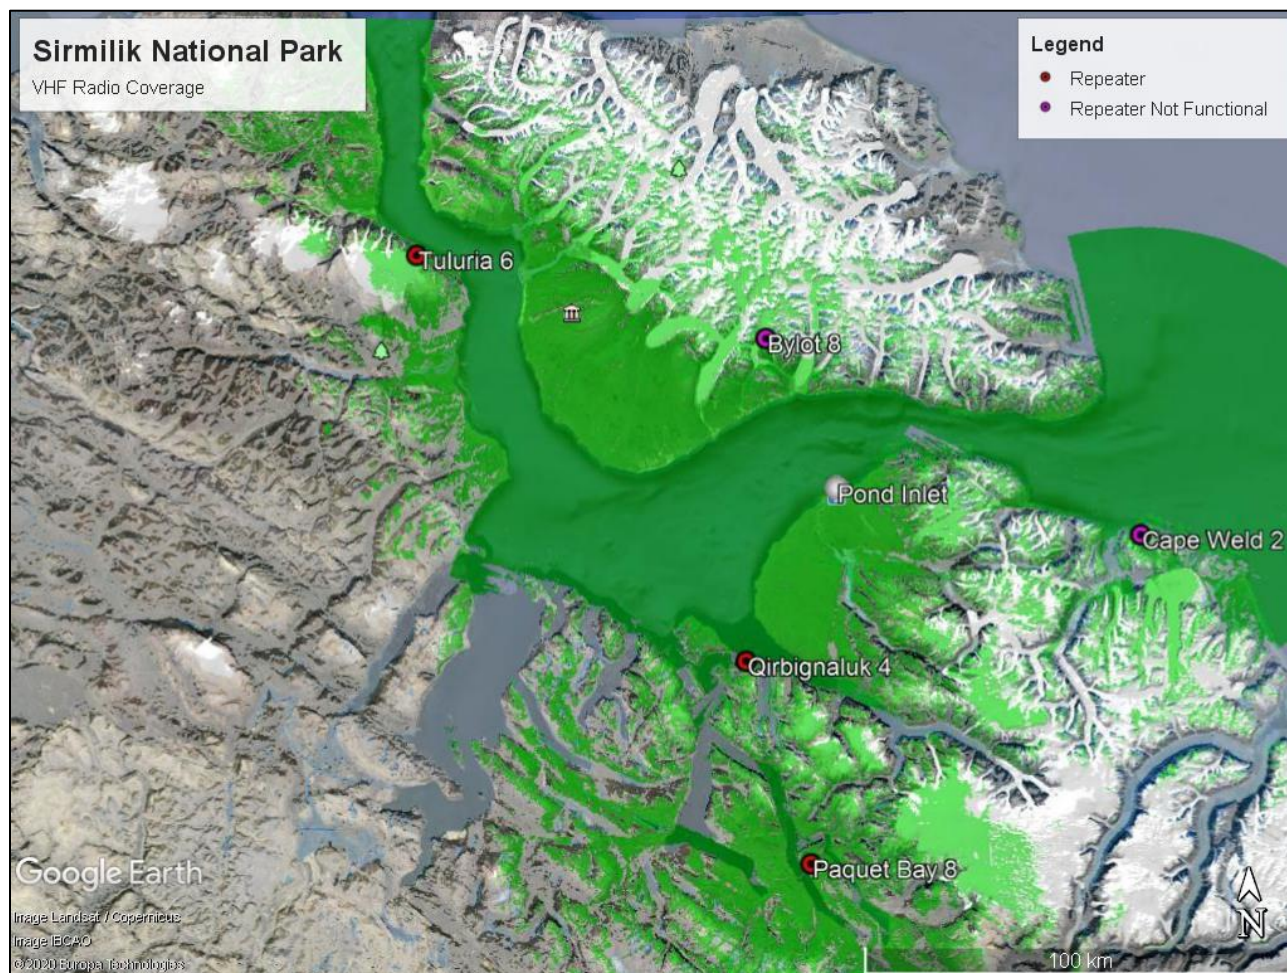 Sirmilik National Park
VHF Radio Coverage
Legend
Repeater
Repeater Not Functional
Tuluria 6
Bylot 8
Pond Inlet
Cape Weld 2
Qirbignaluk 4
Paquet Bay 8
Google Earth
Image Landsat / Copernicus
Image IBCAO
©2020 Europa Technologies
N
100 km